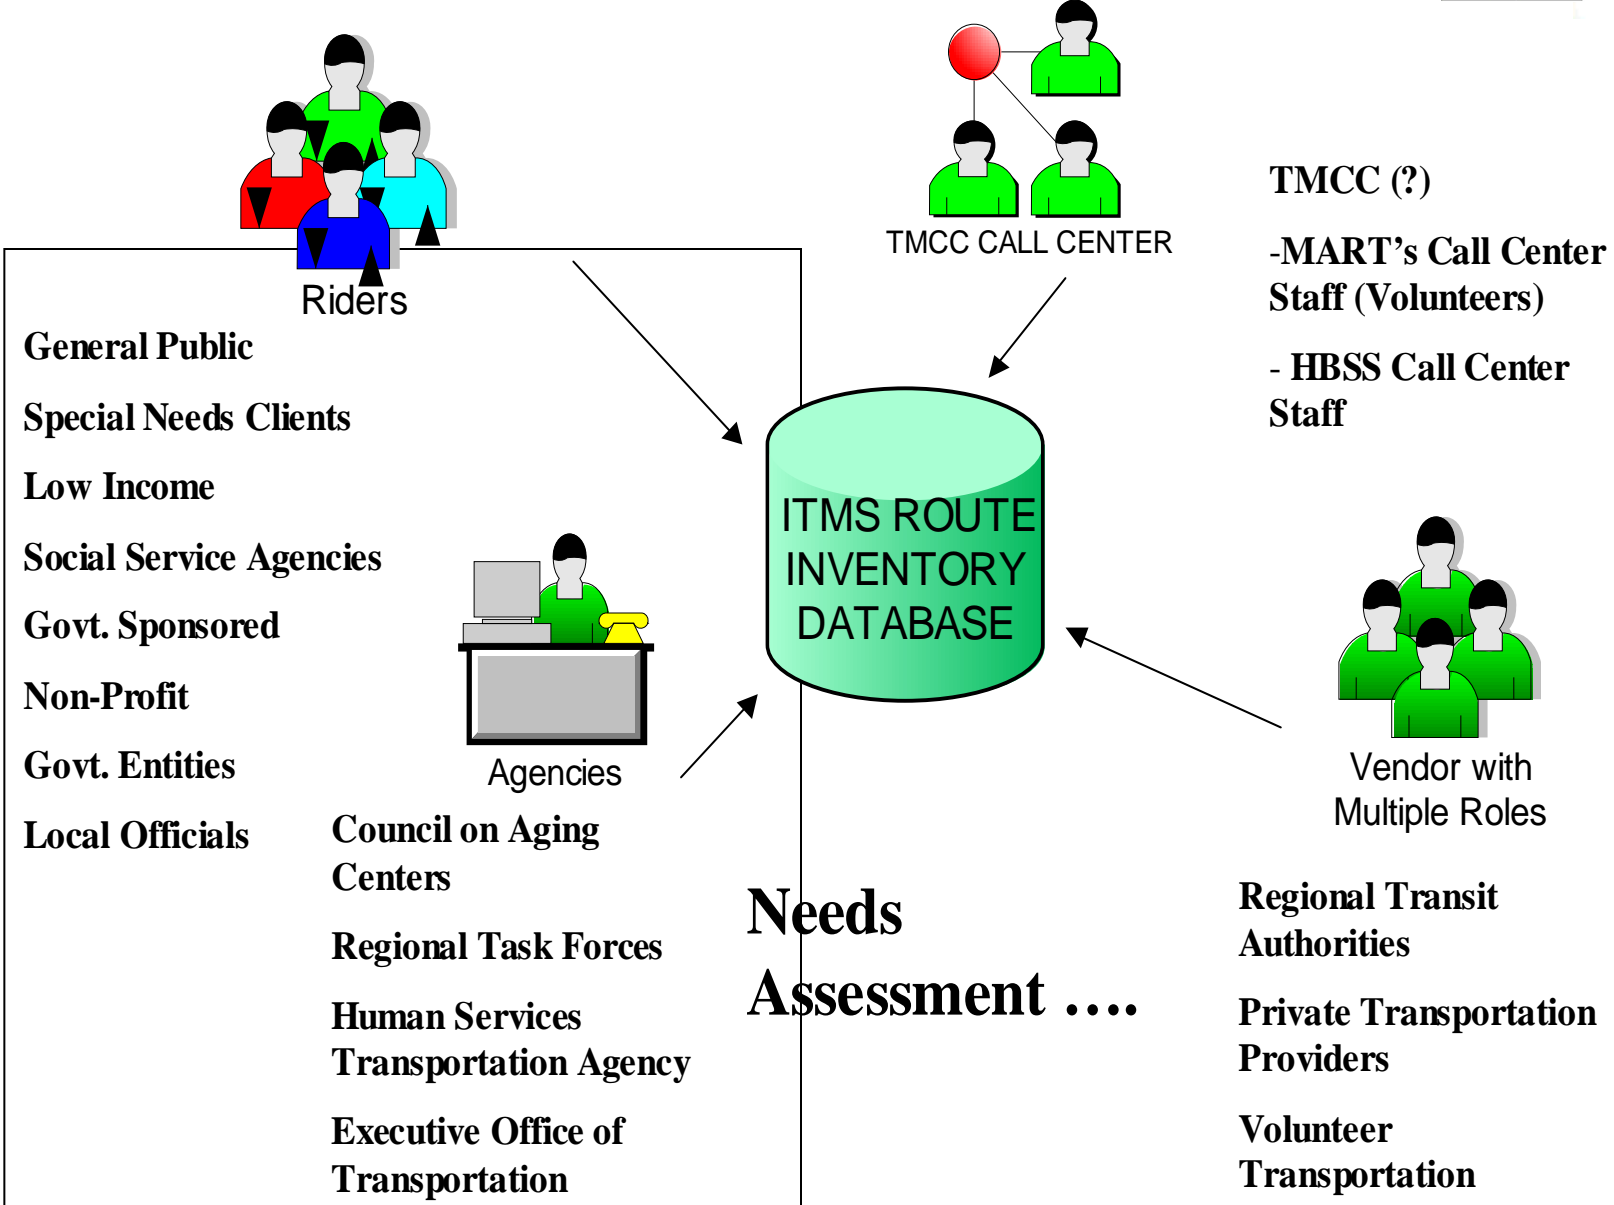 TMCC CALL CENTER
TMCC (?)
-MART's Call Center
Staff (Volunteers)
- HBSS Call Center
Staff
Riders
General Public
Special Needs Clients
Low Income
Social Service Agencies
Govt. Sponsored
Non-Profit
Govt. Entities
Local Officials
ITMS ROUTE
INVENTORY
DATABASE
Agencies
Council on Aging
Centers
Regional Task Forces
Human Services
Transportation Agency
Executive Office of
Transportation
Needs
Assessment ….
Vendor with
Multiple Roles
Regional Transit
Authorities
Private Transportation
Providers
Volunteer
Transportation